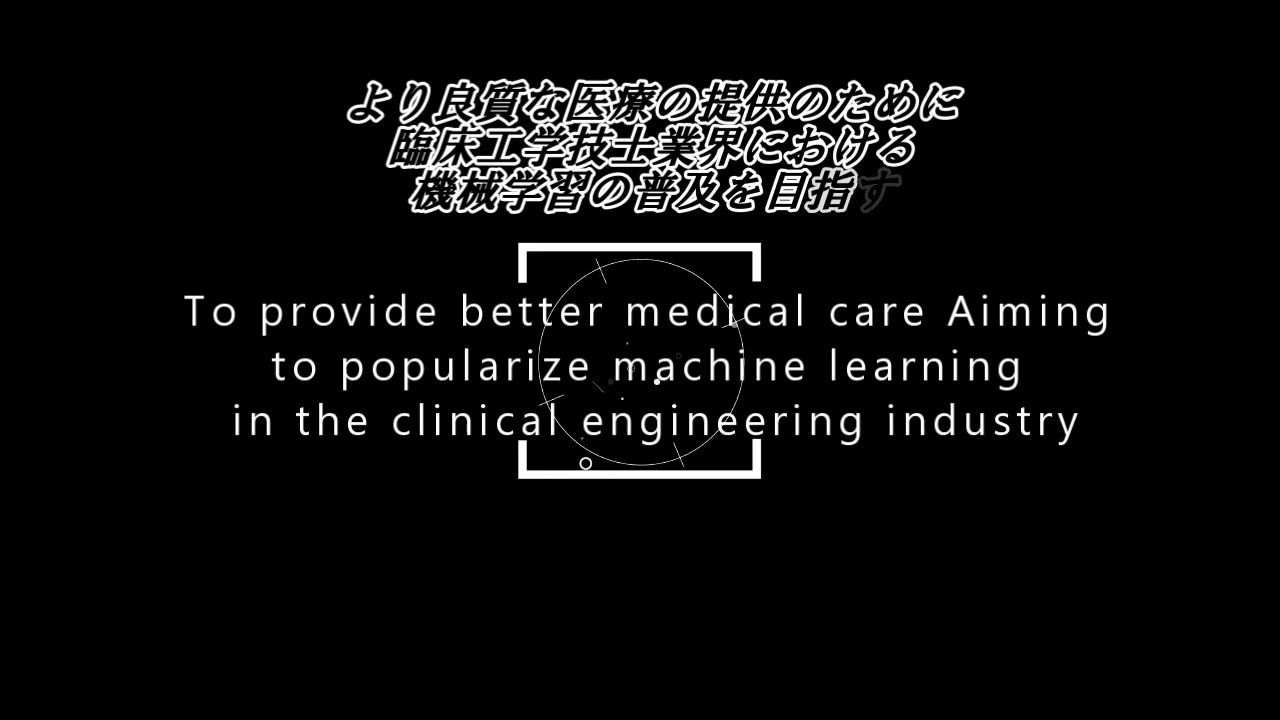 より良質な医療の提供のために
臨床工学技士業界における
機械学習の普及を目指す
To provide better medical care Aiming
to popularize machine learning
in the clinical engineering industry